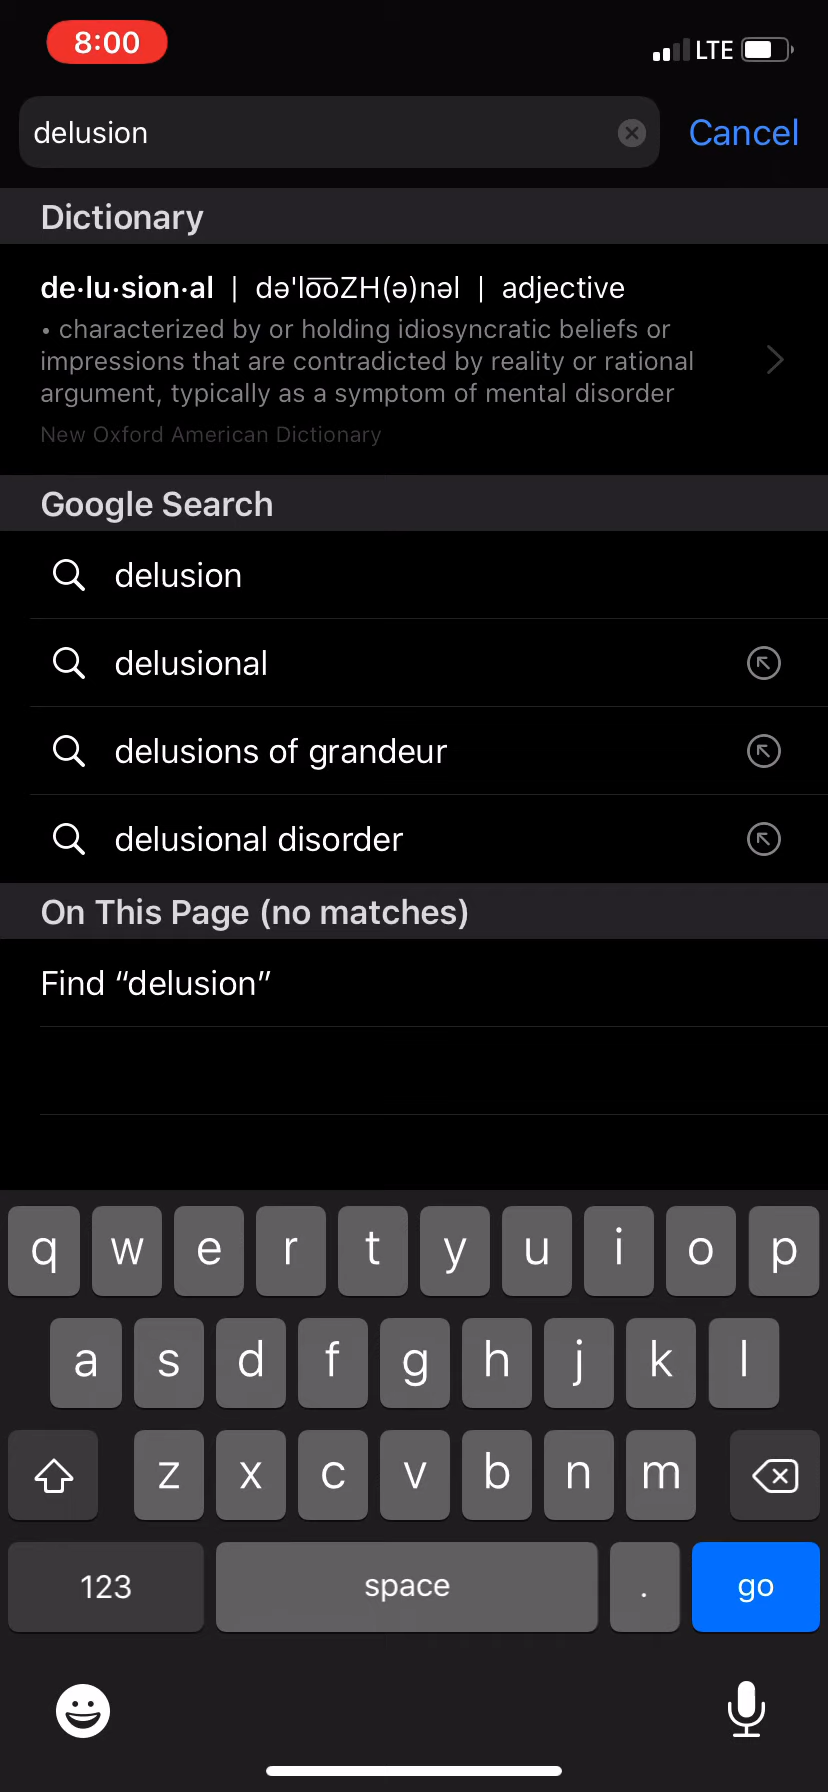 8:00
LTE
delusion
Cancel
Dictionary
de·lu·sion·al | də'lo͞oZH(ə)nəl | adjective
• characterized by or holding idiosyncratic beliefs or
impressions that are contradicted by reality or rational
argument, typically as a symptom of mental disorder
New Oxford American Dictionary
Google Search
delusion
delusional
delusions of grandeur
delusional disorder
On This Page (no matches)
Find “delusion”
q w e r t y u i o p
a s d f g h j k l
z x c v b n m
123 space . go